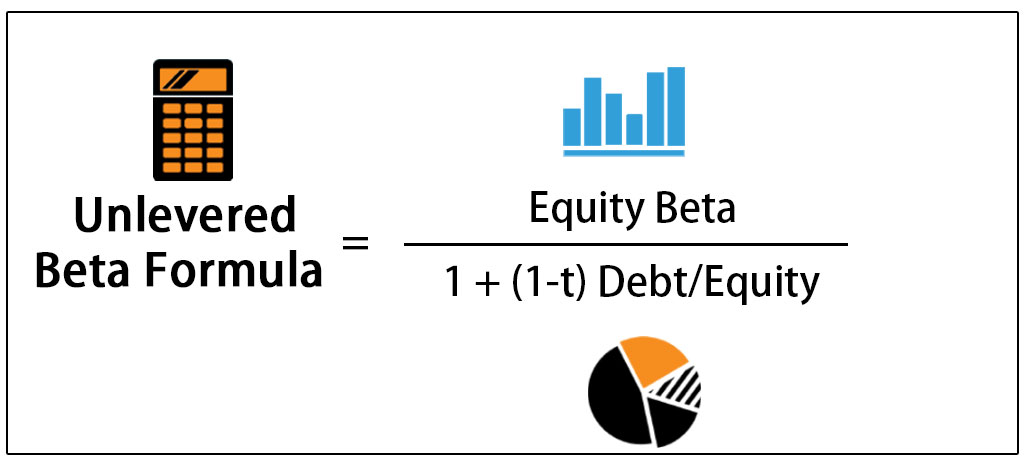 Unlevered
Beta Formula
=
Equity Beta
1 + (1-t) Debt/Equity